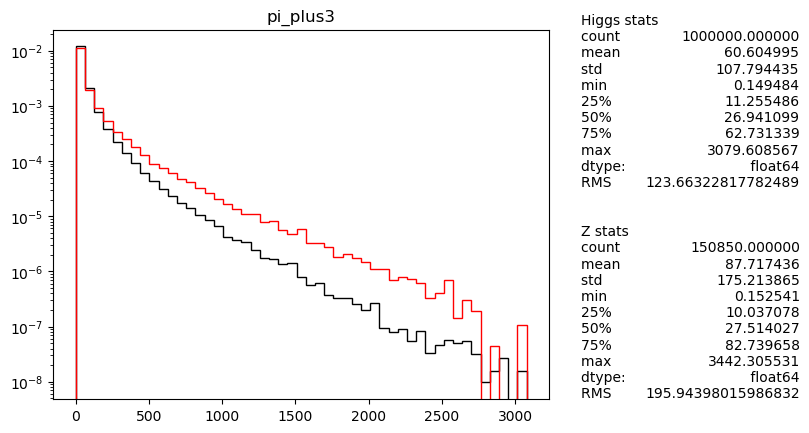 pi_plus3
10⁻²
10⁻³
10⁻⁴
10⁻⁵
10⁻⁶
10⁻⁷
10⁻⁸
0 500 1000 1500 2000 2500 3000
Higgs stats
count 1000000.000000
mean 60.604995
std 107.794435
min 0.149484
25% 11.255486
50% 26.941099
75% 62.731339
max 3079.608567
dtype: float64
RMS 123.66322817782489
Z stats
count 150850.000000
mean 87.717436
std 175.213865
min 0.152541
25% 10.037078
50% 27.514027
75% 82.739658
max 3442.305531
dtype: float64
RMS 195.94398015986832